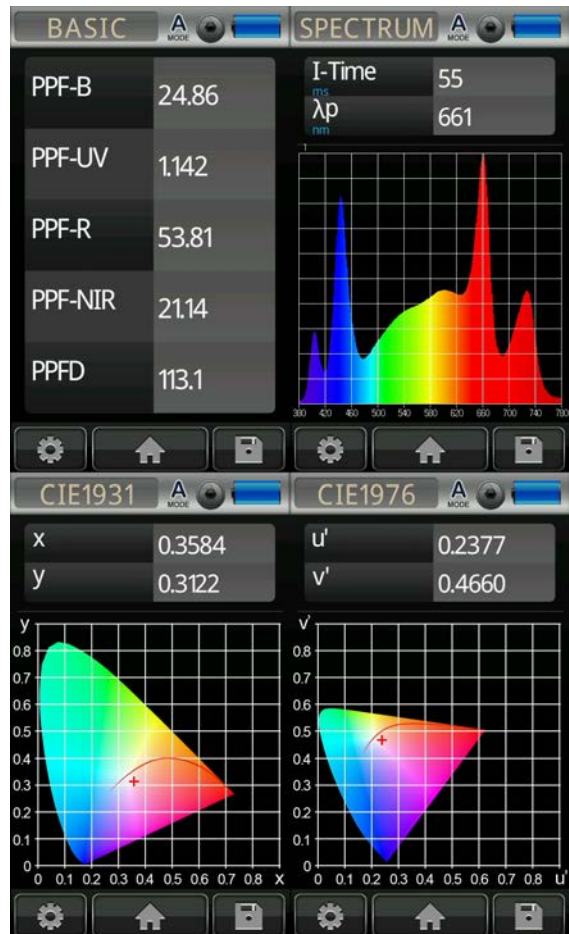 BASIC A MODE
PPF-B 24.86
PPF-UV 1.142
PPF-R 53.81
PPF-NIR 21.14
PPFD 113.1
SPECTRUM A MODE
I-Time ms 55
λp nm 661
1
380 420 460 500 540 580 620 660 700 740 780
CIE1931 A MODE
x 0.3584
y 0.3122
y
0.8
0.7
0.6
0.5
0.4
0.3
0.2
0.1
0
0 0.1 0.2 0.3 0.4 0.5 0.6 0.7 0.8 x
CIE1976 A MODE
u' 0.2377
v' 0.4660
v'
0.8
0.7
0.6
0.5
0.4
0.3
0.2
0.1
0
0 0.1 0.2 0.3 0.4 0.5 0.6 0.7 0.8 u'